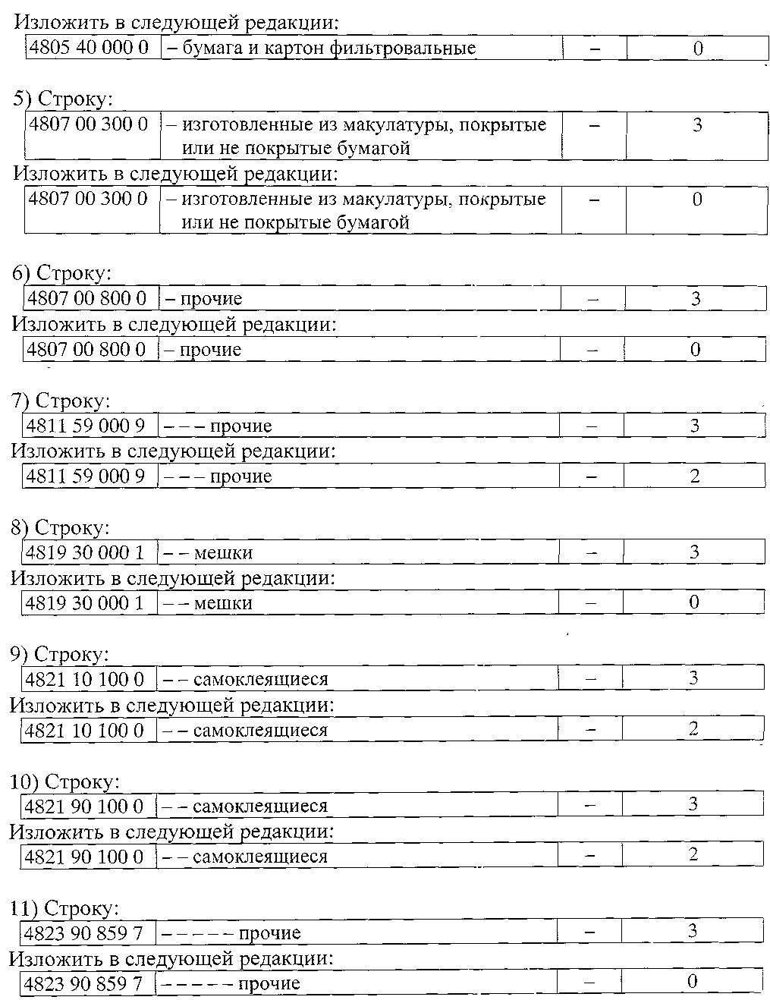 Изложить в следующей редакции:
4805 40 000 0 – бумага и картон фильтровальные – 0
5) Строку:
4807 00 300 0 – изготовленные из макулатуры, покрытые – 3
или не покрытые бумагой
Изложить в следующей редакции:
4807 00 300 0 – изготовленные из макулатуры, покрытые – 0
или не покрытые бумагой
6) Строку:
4807 00 800 0 – прочие – 3
Изложить в следующей редакции:
4807 00 800 0 – прочие – 0
7) Строку:
4811 59 000 9 – – – прочие – 3
Изложить в следующей редакции:
4811 59 000 9 – – – прочие – 2
8) Строку:
4819 30 000 1 – – мешки – 3
Изложить в следующей редакции:
4819 30 000 1 – – мешки – 0
9) Строку:
4821 10 100 0 – – самоклеящиеся – 3
Изложить в следующей редакции:
4821 10 100 0 – – самоклеящиеся – 2
10) Строку:
4821 90 100 0 – – самоклеящиеся – 3
Изложить в следующей редакции:
4821 90 100 0 – – самоклеящиеся – 2
11) Строку:
4823 90 859 7 – – – – – прочие – 3
Изложить в следующей редакции:
4823 90 859 7 – – – – – прочие – 0